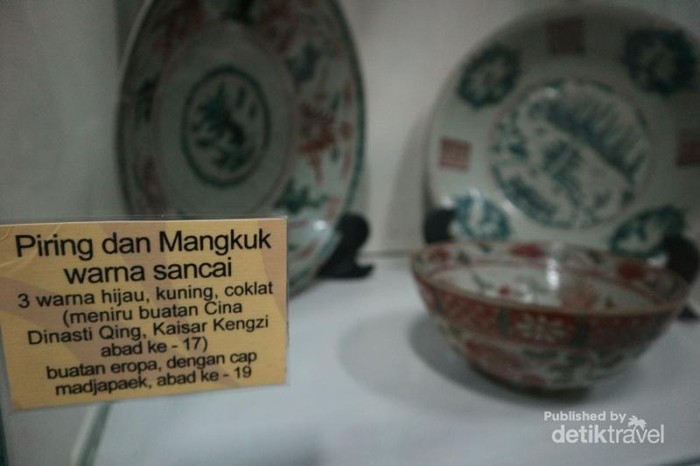 Piring dan Mangkuk
warna sancai
3 warna hijau, kuning, coklat
(meniru buatan Cina
Dinasti Qing, Kaisar Kengzi
abad ke - 17)
buatan eropa, dengan cap
madjapaek, abad ke - 19
Published by
detiktravel